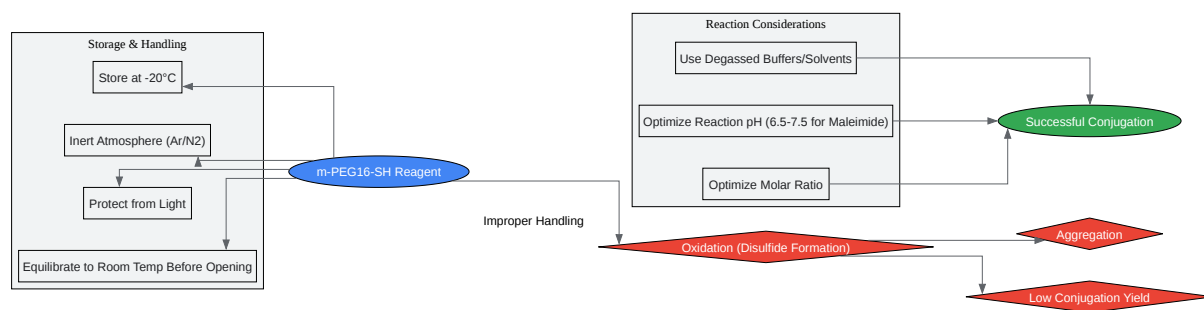 Storage & Handling
Store at -20°C
Inert Atmosphere (Ar/N2)
Protect from Light
Equilibrate to Room Temp Before Opening
m-PEG16-SH Reagent
Improper Handling
Reaction Considerations
Use Degassed Buffers/Solvents
Optimize Reaction pH (6.5-7.5 for Maleimide)
Optimize Molar Ratio
Successful Conjugation
Oxidation (Disulfide Formation)
Aggregation
Low Conjugation Yield